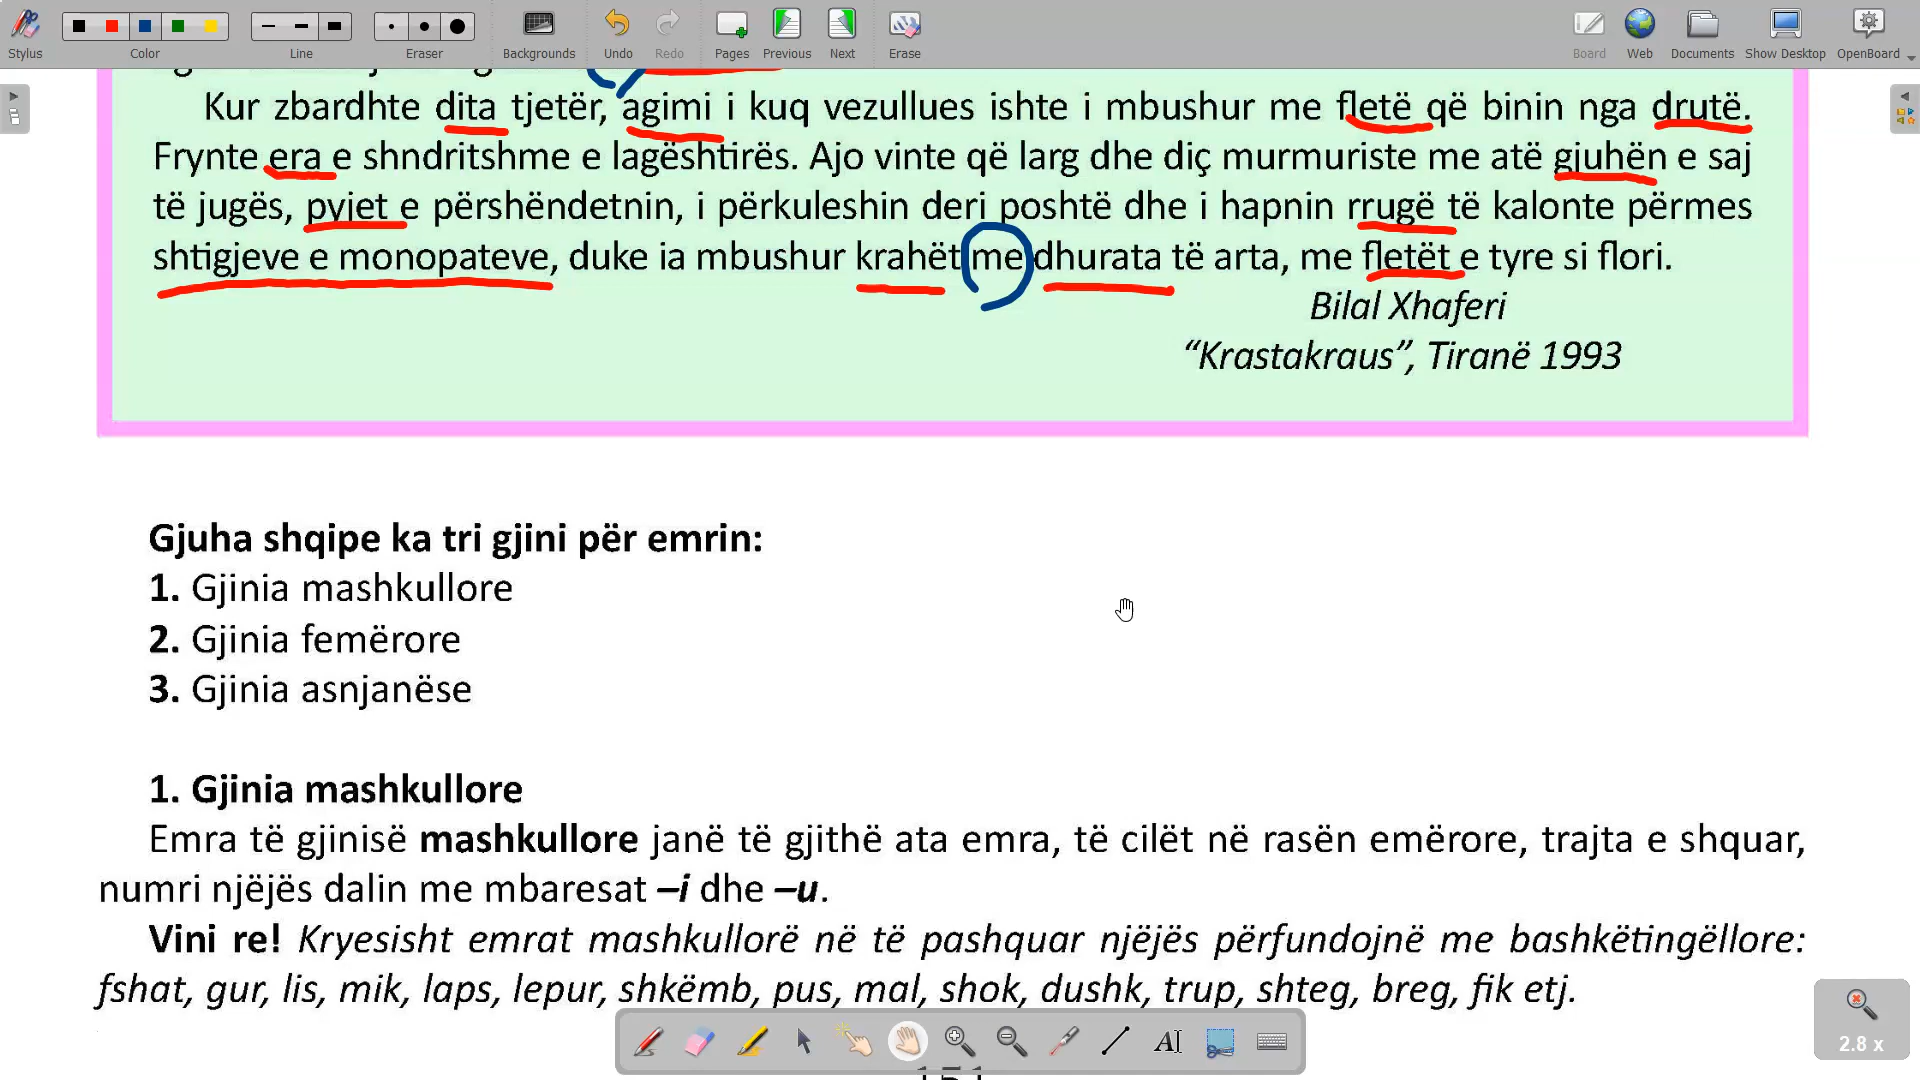 Stylus Color Line Eraser Backgrounds Undo Redo Pages Previous Next Erase Board Web Documents Show Desktop OpenBoard
Kur zbardhte dita tjetër, agimi i kuq vezullues ishte i mbushur me fletë që binin nga drutë.
Frynte era e shndritshme e lagështirës. Ajo vinte që larg dhe diç murmuriste me atë gjuhën e saj
të jugës, pyjet e përshëndetnin, i përkuleshin deri poshtë dhe i hapnin rrugë të kalonte përmes
shtigjeve e monopateve, duke ia mbushur krahët me dhurata të arta, me fletët e tyre si flori.
Bilal Xhaferi
“Krastakraus”, Tiranë 1993
Gjuha shqipe ka tri gjini për emrin:
1. Gjinia mashkullore
2. Gjinia femërore
3. Gjinia asnjanëse
1. Gjinia mashkullore
Emra të gjinisë mashkullore janë të gjithë ata emra, të cilët në rasën emërore, trajta e shquar,
numri njëjës dalin me mbaresat –i dhe –u.
Vini re! Kryesisht emrat mashkullorë në të pashquar njëjës përfundojnë me bashkëtingëllore:
fshat, gur, lis, mik, laps, lepur, shkëmb, pus, mal, shok, dushk, trup, shteg, breg, fik etj.
2.8 x